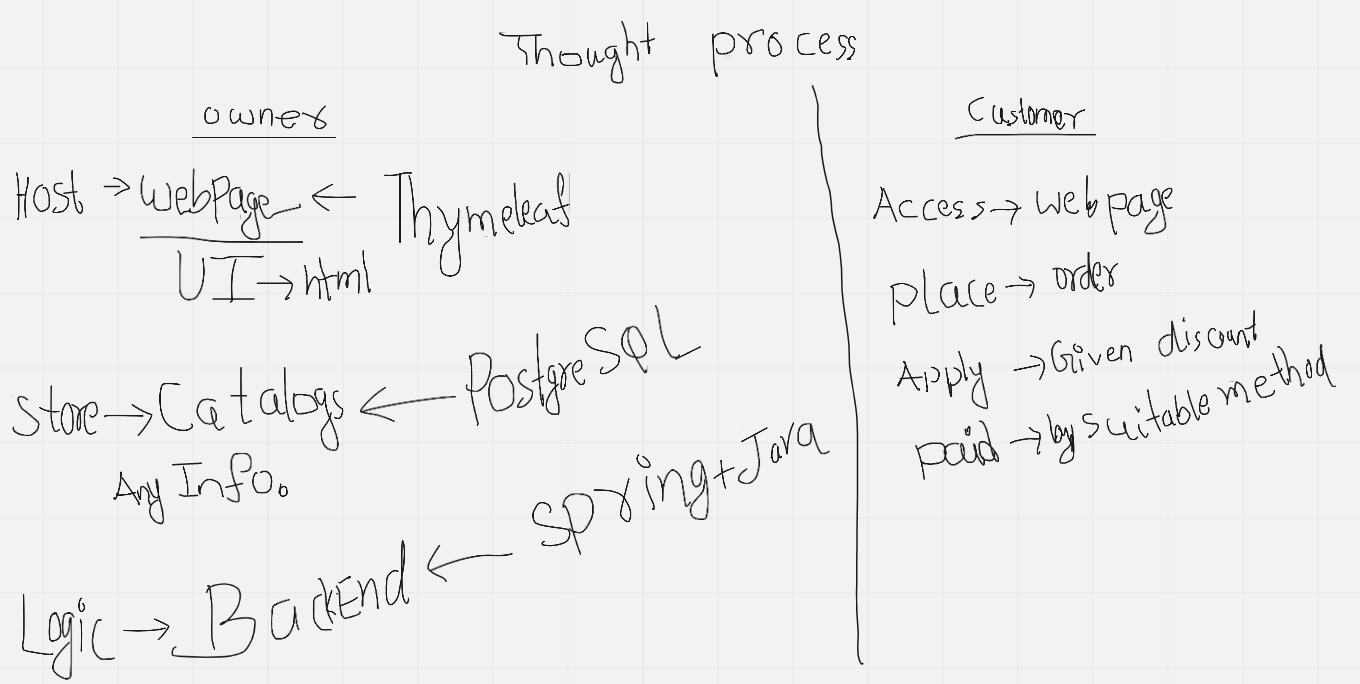 Thought process
owner
Host → WebPage ← Thymeleaf
UI → html
Store → Catalogs ← PostgreSQL
Any Info.
Logic → BackEnd ← Spring + Java
Customer
Access → Webpage
place → order
Apply → Given discount
paid → by suitable method